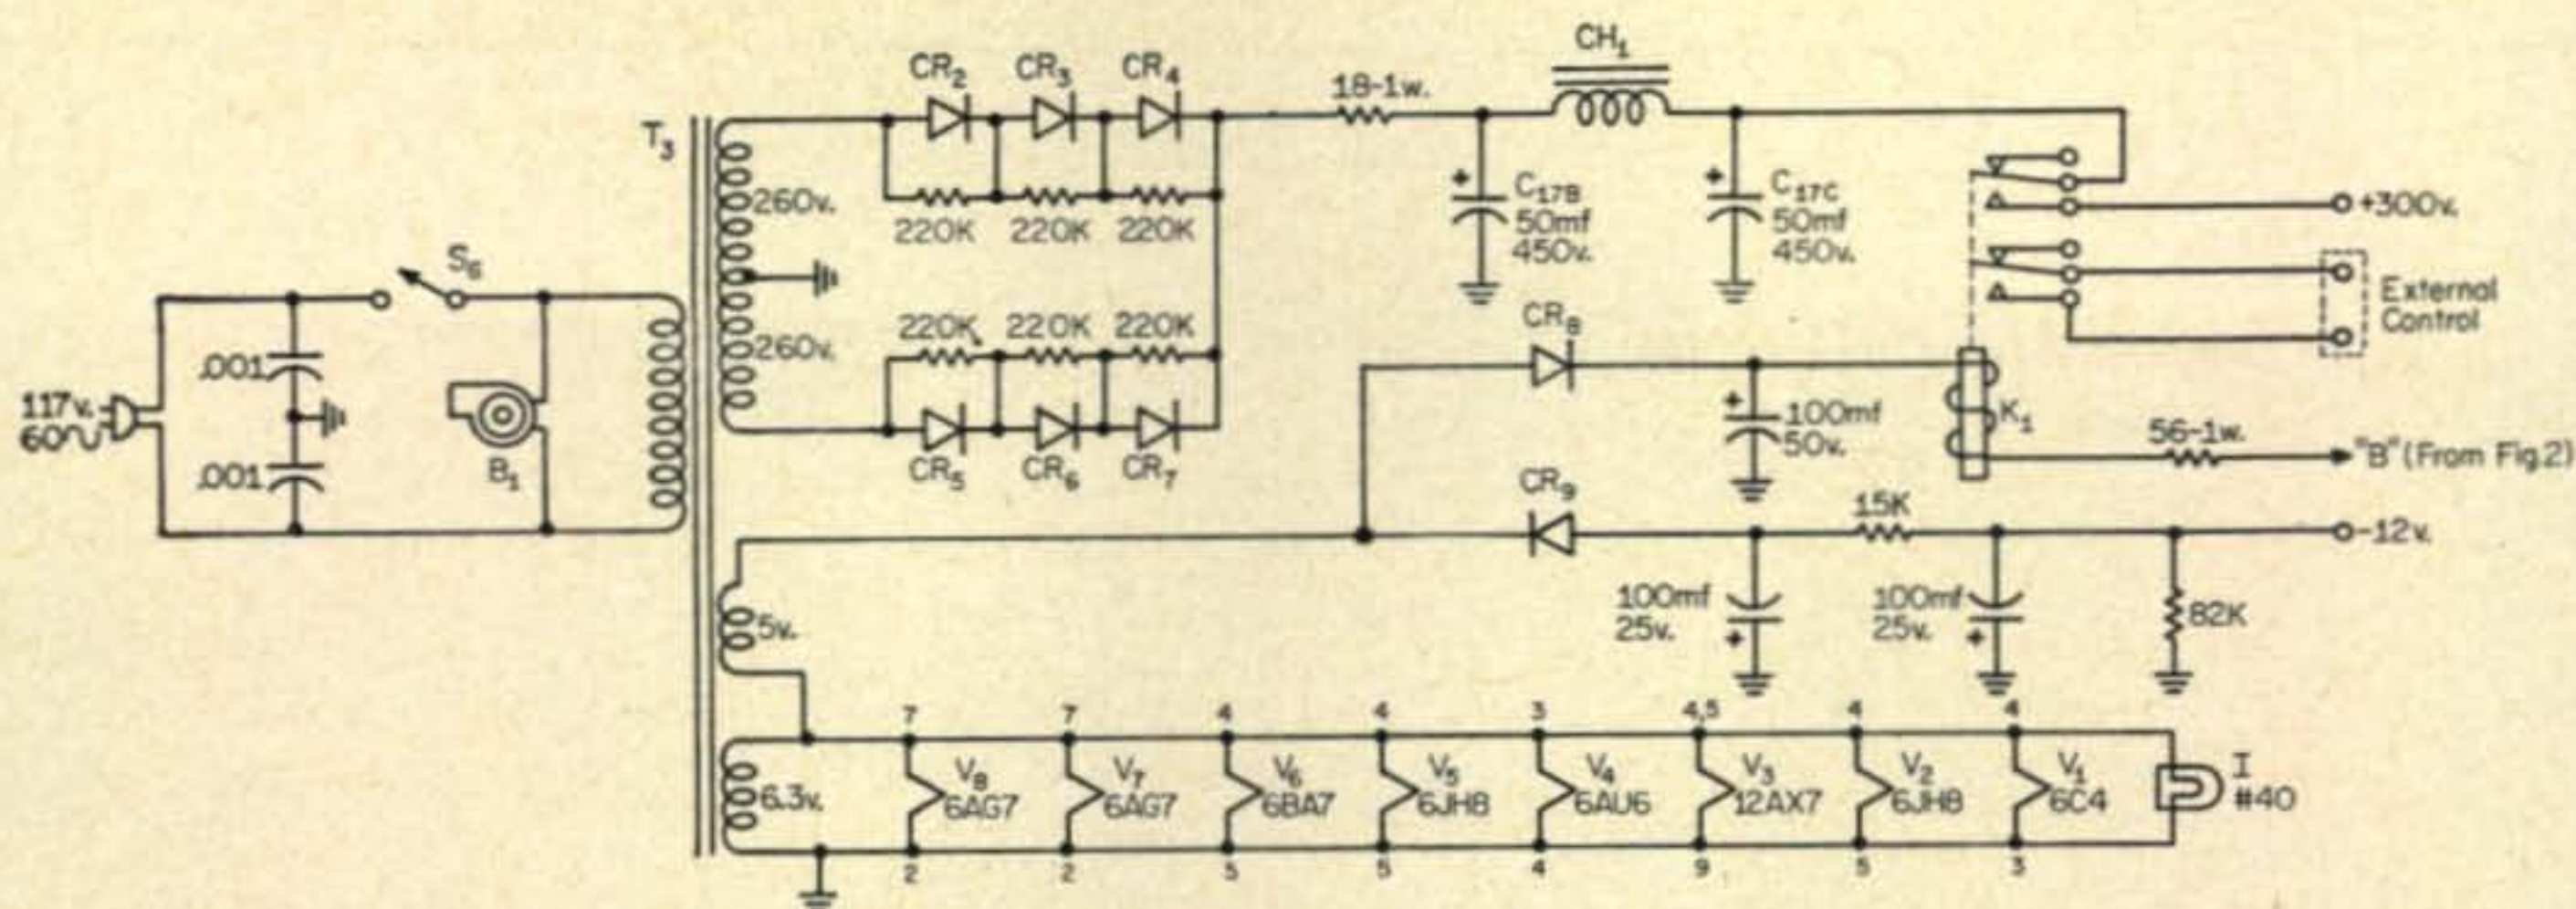 CH₁
CR₂ CR₃ CR₄
18-1w.
T₃
260v.
220K 220K 220K
C₁₇B
50mf
450v.
C₁₇C
50mf
450v.
+300v.
S₆
External
Control
.001
117v.
60
.001
B₁
260v.
220K 220K 220K
CR₅ CR₆ CR₇
CR₈
+
+
+
100mf
50v.
K₁
56-1w.
"B" (From Fig.2)
CR₉
15K
-12v.
5v.
100mf
25v.
+
100mf
25v.
+
82K
7 7 4 4 3 4,5 4 4
6.3v.
V₈
6AG7
V₇
6AG7
V₆
6BA7
V₅
6JH8
V₄
6AU6
V₃
12AX7
V₂
6JH8
V₁
6C4
I
#40
2 2 5 5 4 9 5 3